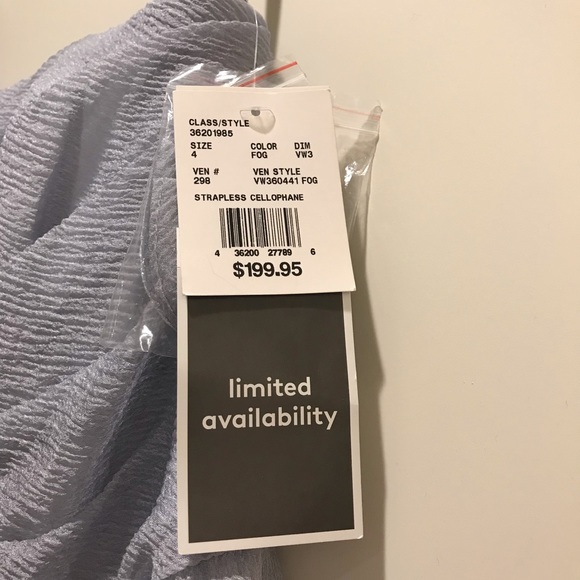 CLASS/STYLE
36201985
SIZE COLOR DIM
4 FOG VW3
VEN # VEN STYLE
298 VW360441 FOG
STRAPLESS CELLOPHANE
4 36200 27789 6
$199.95
limited
availability